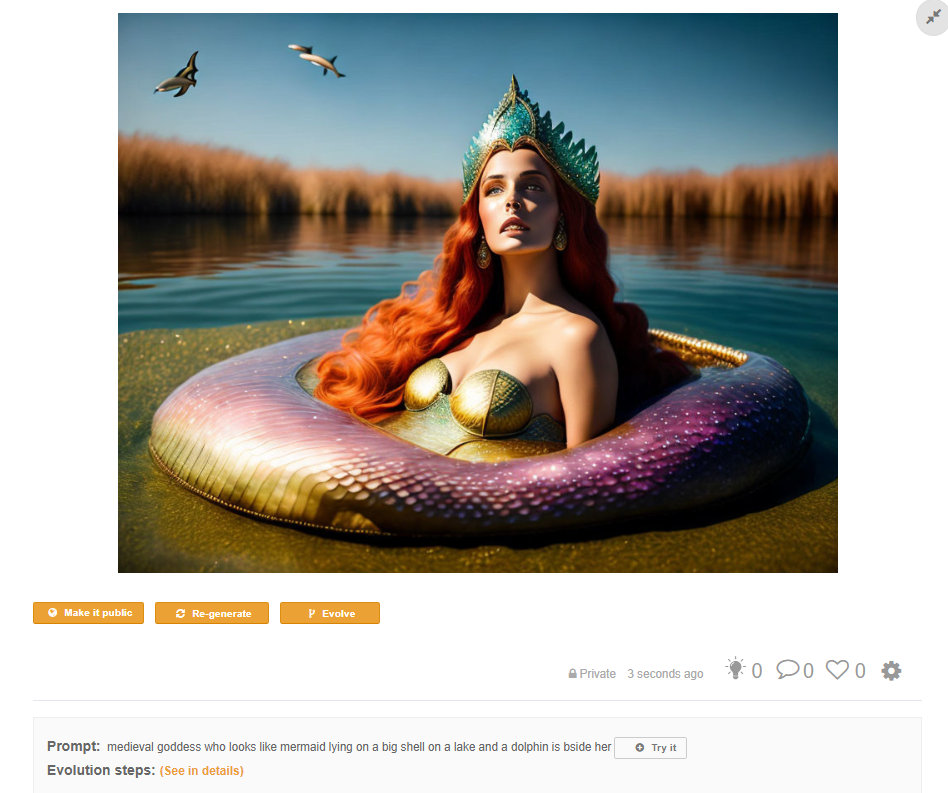 Make it public
Re-generate
Evolve
Private 3 seconds ago 0 0 0
Prompt: medieval goddess who looks like mermaid lying on a big shell on a lake and a dolphin is bside her Try it
Evolution steps: (See in details)